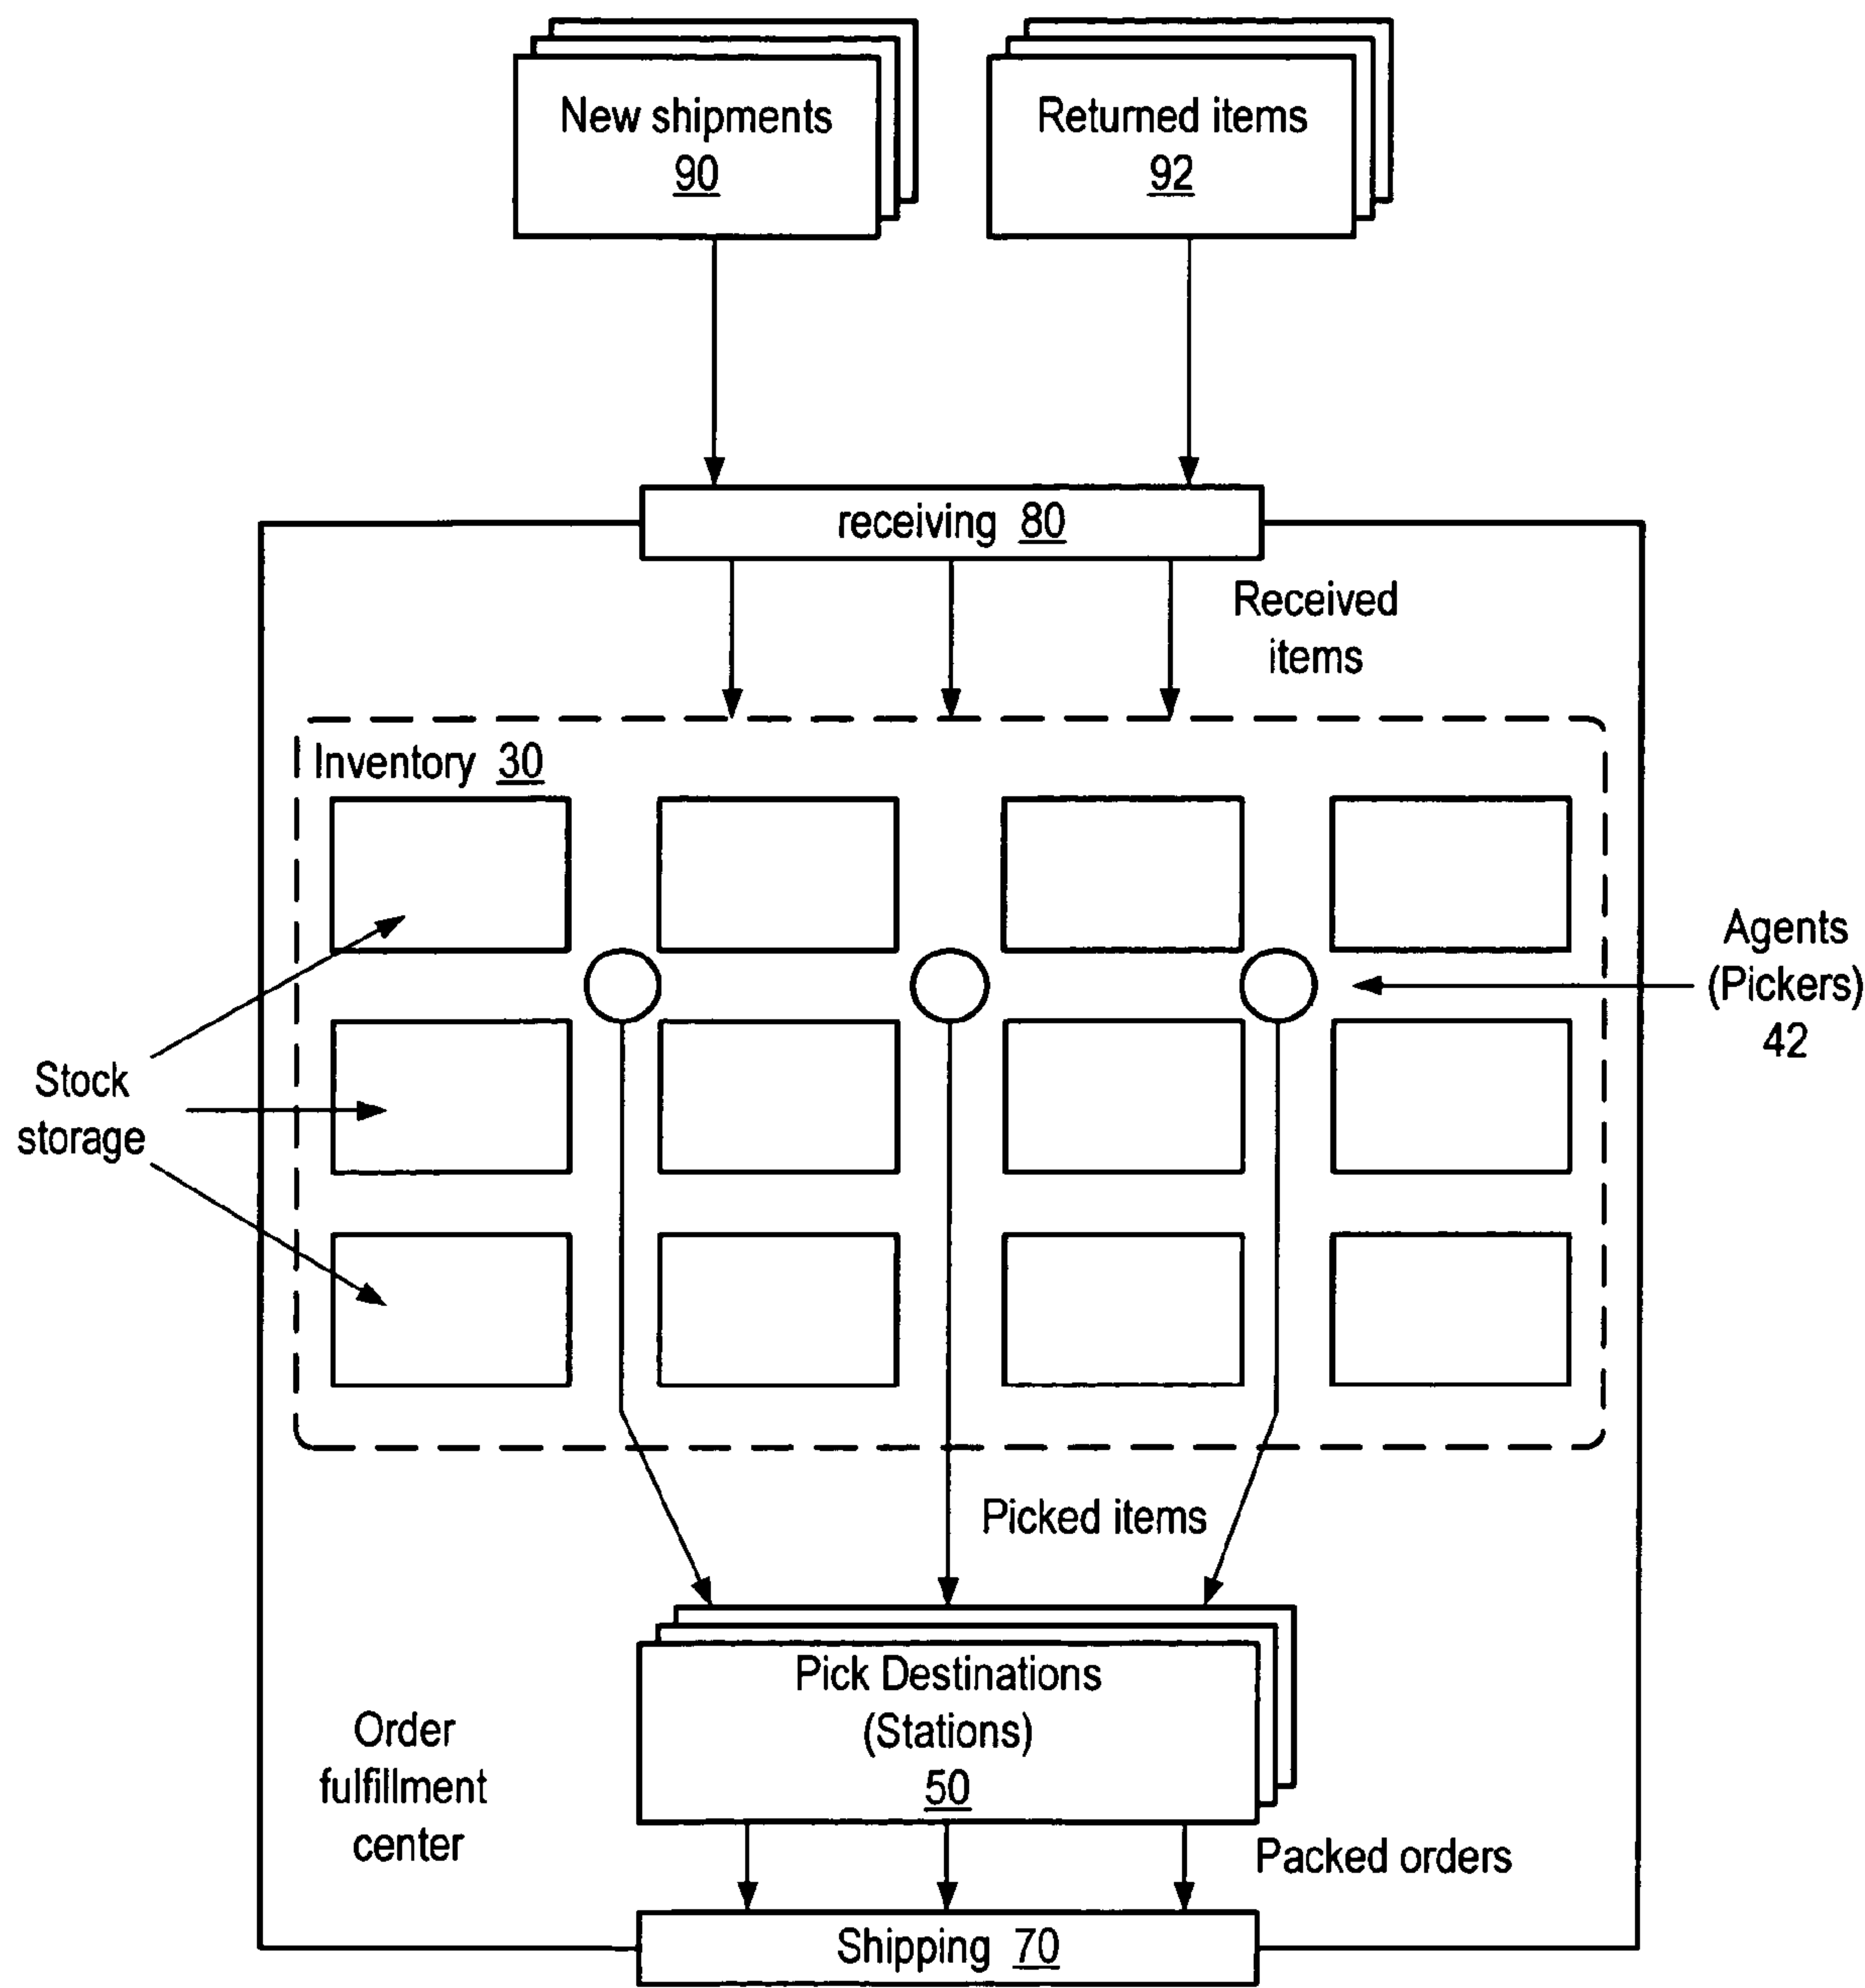 New shipments
90
Returned items
92
receiving 80
Received
items
Inventory 30
Agents
(Pickers)
42
Stock
storage
Picked items
Pick Destinations
(Stations)
50
Order
fulfillment
center
Packed orders
Shipping 70